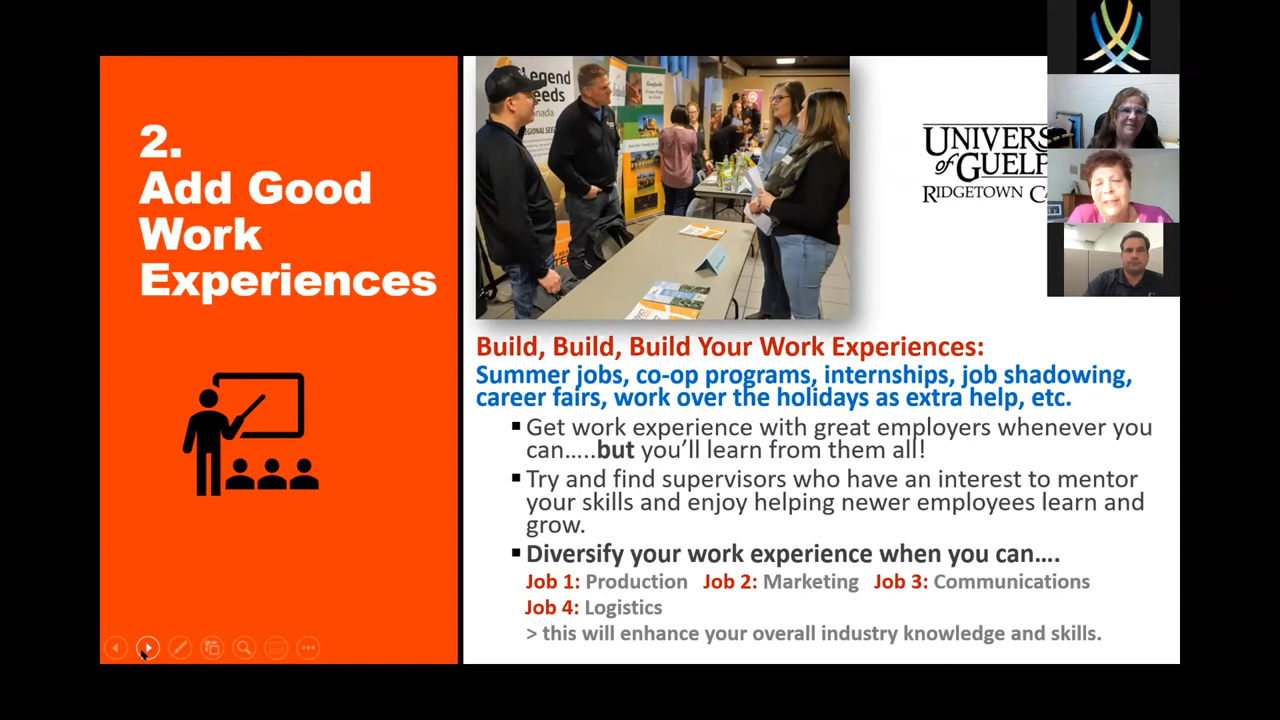 2.
Add Good
Work
Experiences
Legend
Seeds
Canada
REGIONAL SEE
UNIVERS
of GUELP
RIDGETOWN CA
Build, Build, Build Your Work Experiences:
Summer jobs, co-op programs, internships, job shadowing,
career fairs, work over the holidays as extra help, etc.
▪ Get work experience with great employers whenever you
can…..but you’ll learn from them all!
▪ Try and find supervisors who have an interest to mentor
your skills and enjoy helping newer employees learn and
grow.
▪ Diversify your work experience when you can….
Job 1: Production Job 2: Marketing Job 3: Communications
Job 4: Logistics
> this will enhance your overall industry knowledge and skills.